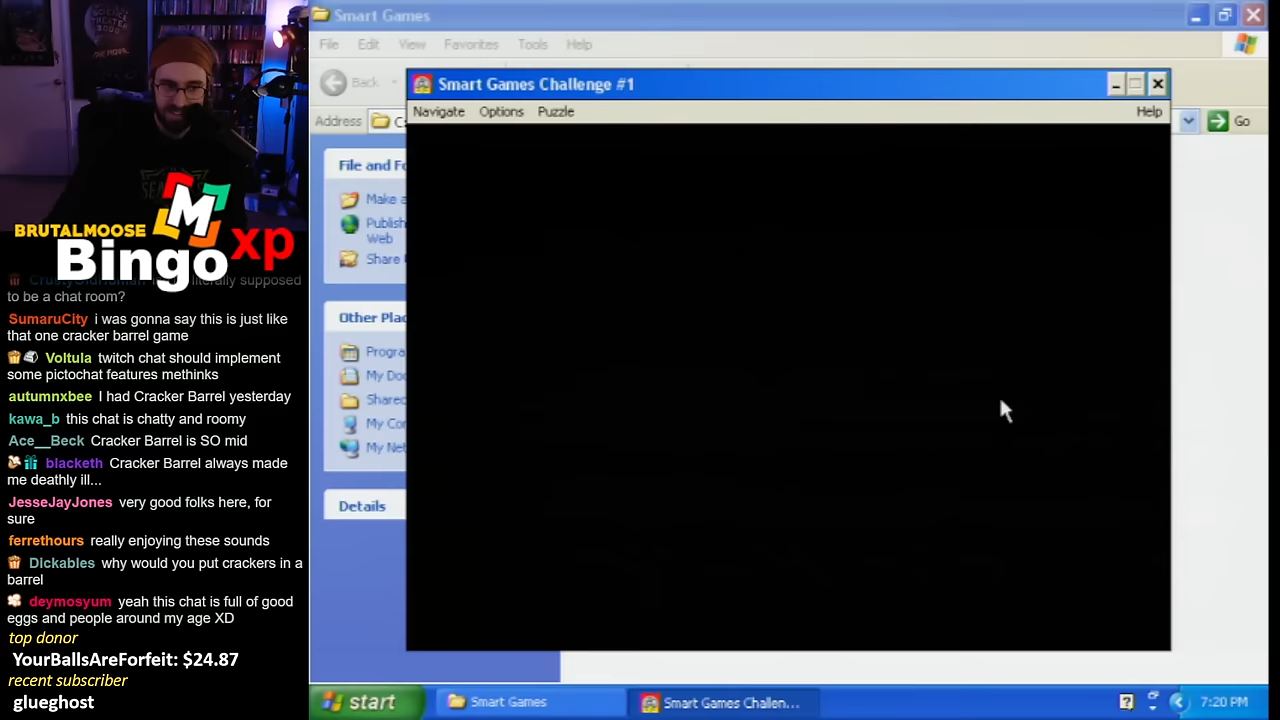 Smart Games
File Edit View Favorites Tools Help
Back
Address
Go
Smart Games Challenge #1
Navigate Options Puzzle Help
File and Fo
Make a
Publish
Web
Share
Other Plac
Progra
My Doc
Shared
My Co
My Net
Details
BRUTALMOOSE
M
Bingo xp
literally supposed
to be a chat room?
SumaruCity i was gonna say this is just like
that one cracker barrel game
Voltula twitch chat should implement
some pictochat features methinks
autumnxbee I had Cracker Barrel yesterday
kawa_b this chat is chatty and roomy
Ace__Beck Cracker Barrel is SO mid
blacketh Cracker Barrel always made
me deathly ill...
JesseJayJones very good folks here, for
sure
ferrethours really enjoying these sounds
Dickables why would you put crackers in a
barrel
deymosyum yeah this chat is full of good
eggs and people around my age XD
top donor
YourBallsAreForfeit: $24.87
recent subscriber
glueghost
start
Smart Games
Smart Games Challen...
7:20 PM